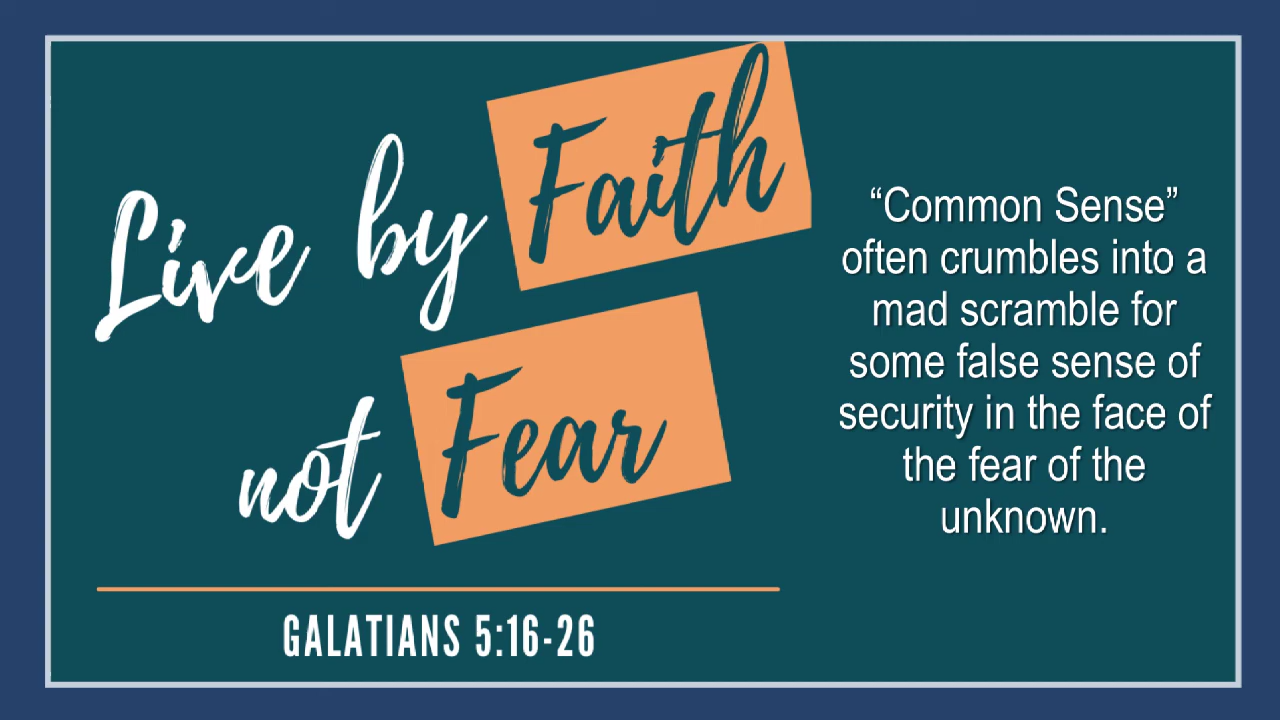 Live by Faith
not Fear
GALATIANS 5:16-26
“Common Sense”
often crumbles into a
mad scramble for
some false sense of
security in the face of
the fear of the
unknown.